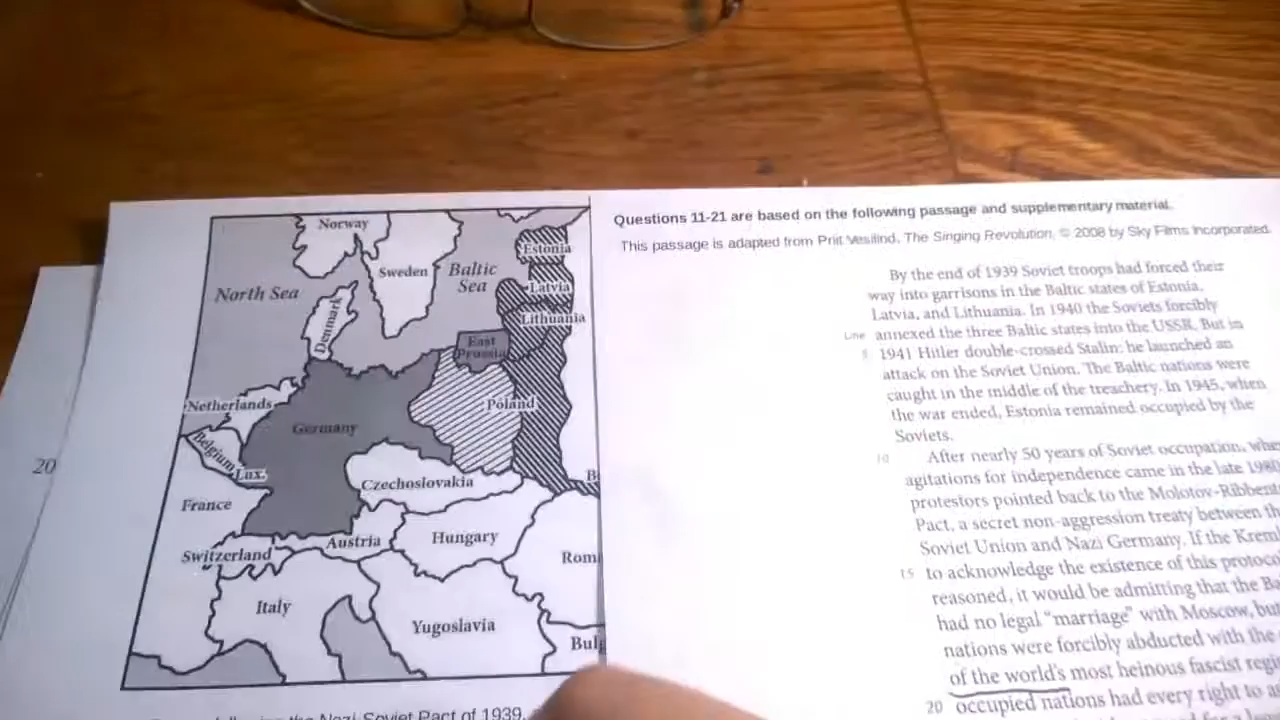 Norway
Estonia
Sweden
Baltic
Sea
North Sea
Latvia
Denmark
Lithuania
East
Prussia
Netherlands
Poland
Germany
Belgium
Lux.
Czechoslovakia
France
Hungary
Austria
Switzerland
Italy
Yugoslavia
Nazi-Soviet Pact of 1939.
20
Questions 11-21 are based on the following passage and supplementary material.
This passage is adapted from Priit Vesilind, The Singing Revolution. © 2008 by Sky Films Incorporated.
By the end of 1939 Soviet troops had forced their
way into garrisons in the Baltic states of Estonia,
Latvia, and Lithuania. In 1940 the Soviets forcibly
Line annexed the three Baltic states into the USSR. But in
5 1941 Hitler double-crossed Stalin: he launched an
attack on the Soviet Union. The Baltic nations were
caught in the middle of the treachery. In 1945, when
the war ended, Estonia remained occupied by the
Soviets.
10 After nearly 50 years of Soviet occupation, whe
agitations for independence came in the late 1980
protestors pointed back to the Molotov-Ribbent
Pact, a secret non-aggression treaty between th
Soviet Union and Nazi Germany. If the Kreml
15 to acknowledge the existence of this protoco
reasoned, it would be admitting that the Ba
had no legal "marriage" with Moscow, but
nations were forcibly abducted with the
of the world's most heinous fascist regi
20 occupied nations had every right to a